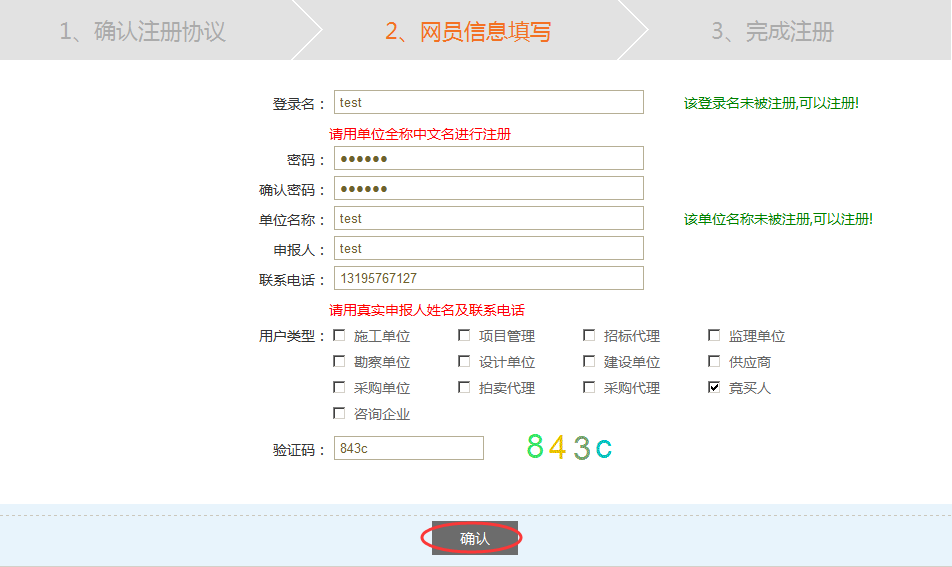 1、确认注册协议 2、网员信息填写 3、完成注册
登录名： test 该登录名未被注册,可以注册!
请用单位全称中文名进行注册
密码： ●●●●●●
确认密码： ●●●●●●
单位名称： test 该单位名称未被注册,可以注册!
申报人： test
联系电话： 13195767127
请用真实申报人姓名及联系电话
用户类型： 施工单位 项目管理 招标代理 监理单位
勘察单位 设计单位 建设单位 供应商
采购单位 拍卖代理 采购代理 竞买人
咨询企业
验证码： 843c 843c
确认